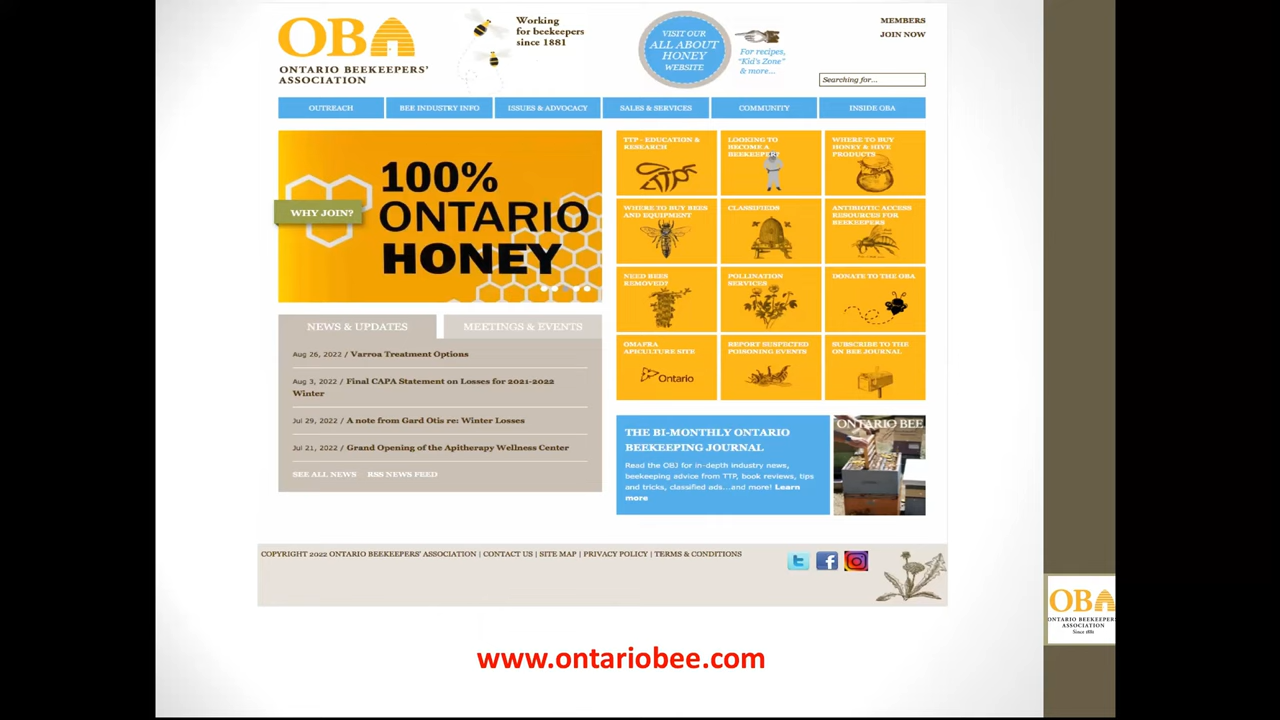 OBA
ONTARIO BEEKEEPERS'
ASSOCIATION
Working
for beekeepers
since 1881
VISIT OUR
ALL ABOUT
HONEY
WEBSITE
For recipes,
"Kid's Zone"
& more...
MEMBERS
JOIN NOW
Searching for...
OUTREACH
BEE INDUSTRY INFO
ISSUES & ADVOCACY
SALES & SERVICES
COMMUNITY
INSIDE OBA
WHY JOIN?
100%
ONTARIO
HONEY
TTP - EDUCATION &
RESEARCH
LOOKING TO
BECOME A
BEEKEEPER?
WHERE TO BUY
HONEY & HIVE
PRODUCTS
TTP
WHERE TO BUY BEES
AND EQUIPMENT
CLASSIFIEDS
ANTIBIOTIC ACCESS
RESOURCES FOR
BEEKEEPERS
NEED BEES
REMOVED?
POLLINATION
SERVICES
DONATE TO THE OBA
OMAFRA
APICULTURE SITE
Ontario
REPORT SUSPECTED
POISONING EVENTS
SUBSCRIBE TO THE
ON BEE JOURNAL
NEWS & UPDATES
MEETINGS & EVENTS
Aug 26, 2022 / Varroa Treatment Options
Aug 3, 2022 / Final CAPA Statement on Losses for 2021-2022
Winter
Jul 29, 2022 / A note from Gard Otis re: Winter Losses
Jul 21, 2022 / Grand Opening of the Apitherapy Wellness Center
SEE ALL NEWS RSS NEWS FEED
THE BI-MONTHLY ONTARIO
BEEKEEPING JOURNAL
Read the OBJ for in-depth industry news,
beekeeping advice from TTP, book reviews, tips
and tricks, classified ads...and more! Learn
more
ONTARIO BEE
COPYRIGHT 2022 ONTARIO BEEKEEPERS' ASSOCIATION | CONTACT US | SITE MAP | PRIVACY POLICY | TERMS & CONDITIONS
OBA
ONTARIO BEEKEEPERS'
ASSOCIATION
Since 1881
www.ontariobee.com